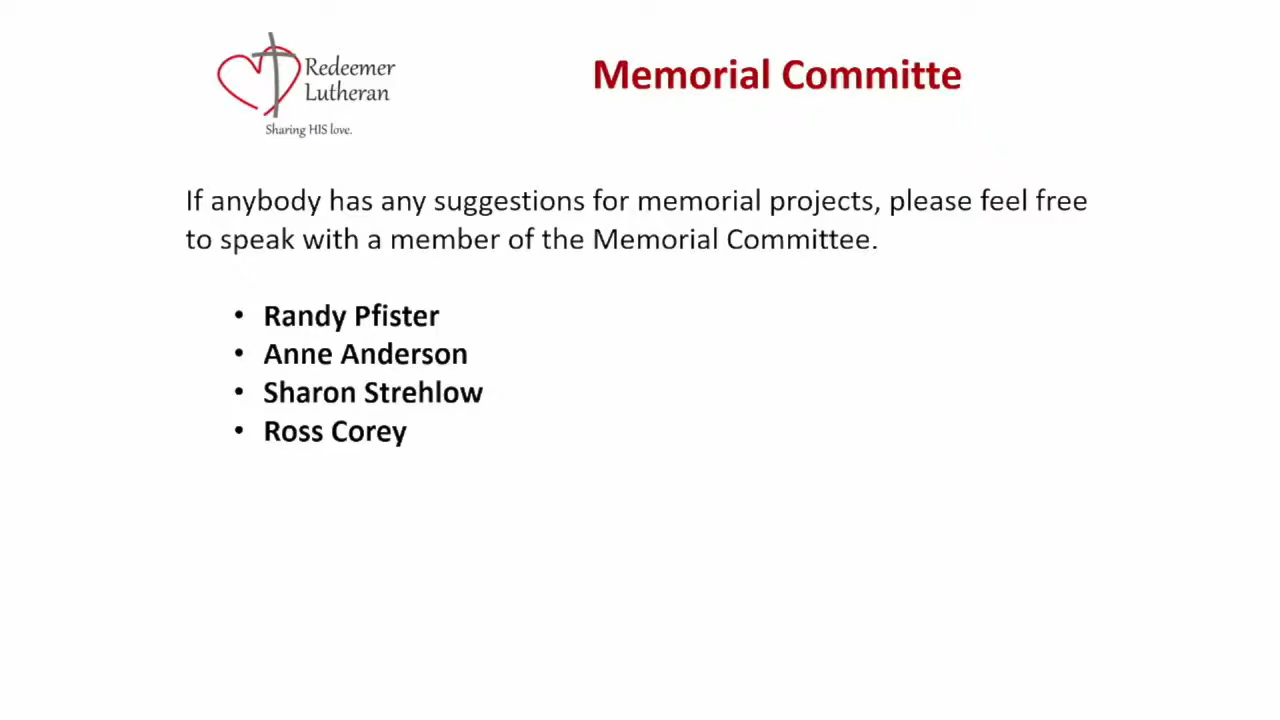 Redeemer
Lutheran
Sharing HIS love.
Memorial Committe
If anybody has any suggestions for memorial projects, please feel free
to speak with a member of the Memorial Committee.
• Randy Pfister
• Anne Anderson
• Sharon Strehlow
• Ross Corey